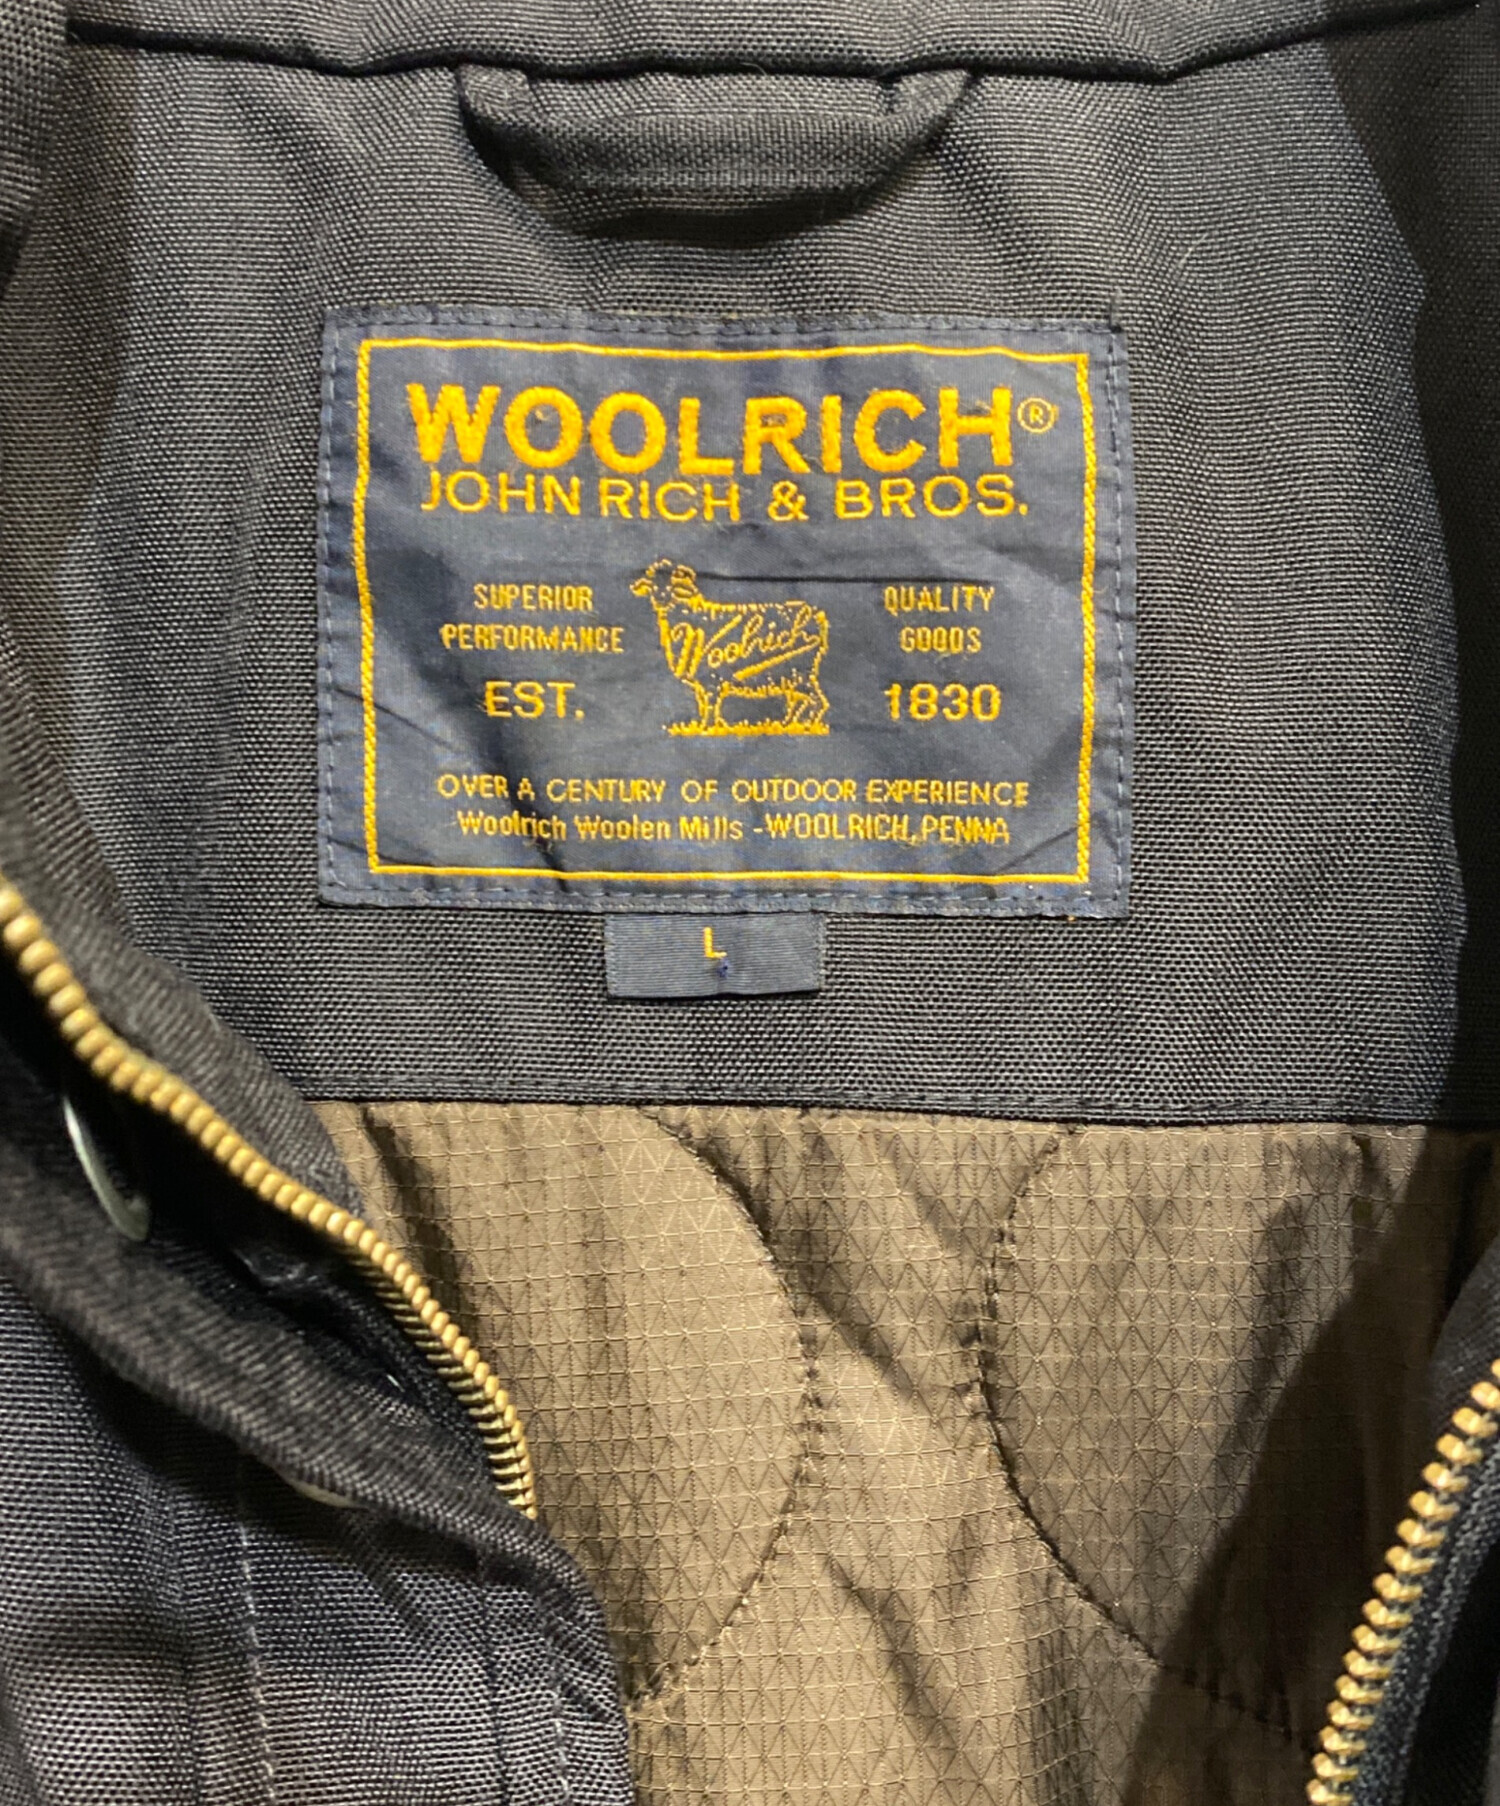 WOOLRICH®
JOHN RICH & BROS.
SUPERIOR
PERFORMANCE
EST.
Woolrich
QUALITY
GOODS
1830
OVER A CENTURY OF OUTDOOR EXPERIENCE
Woolrich Woolen Mills - WOOLRICH, PENNA
L